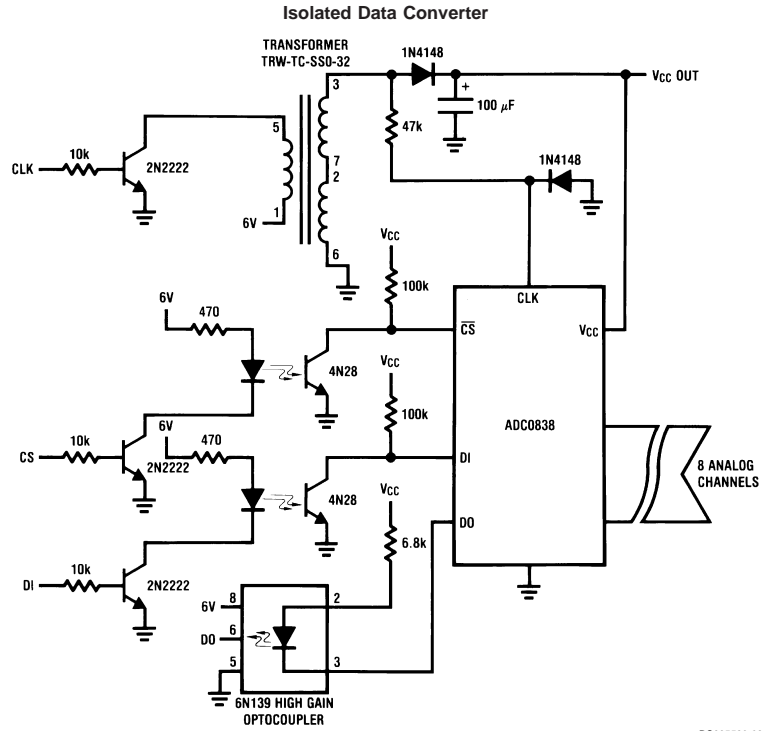 Isolated Data Converter
TRANSFORMER
TRW-TC-SSO-32
1N4148
3
VCC OUT
+
100 µF
47k
5
10k
CLK
2N2222
7
2
1N4148
1
6V
6
VCC
100k
CLK
6V
470
CS
VCC
4N28
VCC
ADC0838
100k
6V
470
10k
CS
2N2222
DI
8 ANALOG
CHANNELS
4N28
VCC
DO
6.8k
10k
DI
2N2222
8
2
6V
DO
6
5
3
6N139 HIGH GAIN
OPTOCOUPLER